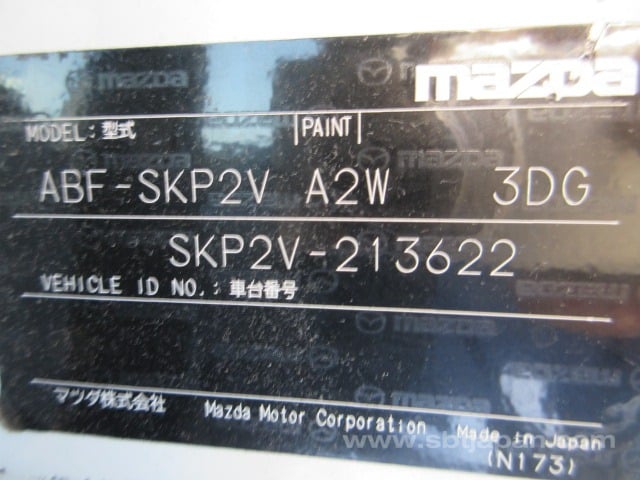 mazda
MODEL: 型式 PAINT
ABF-SKP2V A2W 3DG
SKP2V-213622
VEHICLE ID NO.: 車台番号
マツダ株式会社 Mazda Motor Corporation Made in Japan
www.sbtjapan.com
(N173)